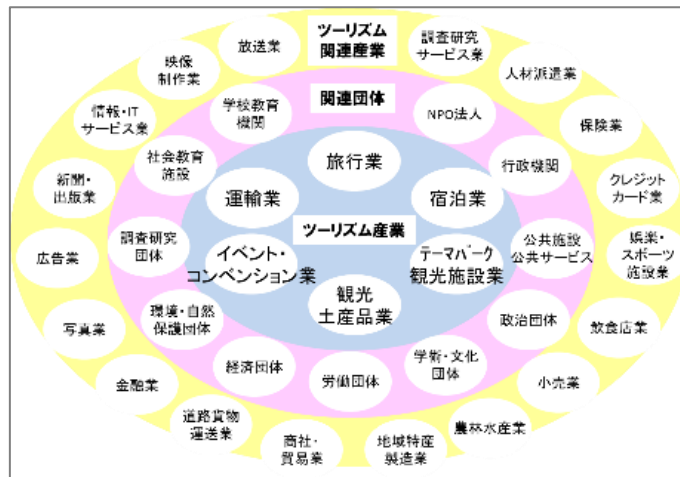 ツーリズム
関連産業
放送業
調査研究
サービス業
映像
制作業
人材派遣業
情報・IT
サービス業
保険業
新聞・
出版業
クレジット
カード業
広告業
娯楽・
スポーツ
施設業
写真業
飲食店業
金融業
小売業
道路貨物
運送業
農林水産業
商社・
貿易業
地域特産
製造業
関連団体
学校教育
機関
NPO法人
社会教育
施設
行政機関
調査研究
団体
公共施設
公共サービス
環境・自然
保護団体
政治団体
経済団体
学術・文化
団体
労働団体
旅行業
運輸業
宿泊業
ツーリズム産業
イベント・
コンベンション業
テーマパーク
観光施設業
観光
土産品業